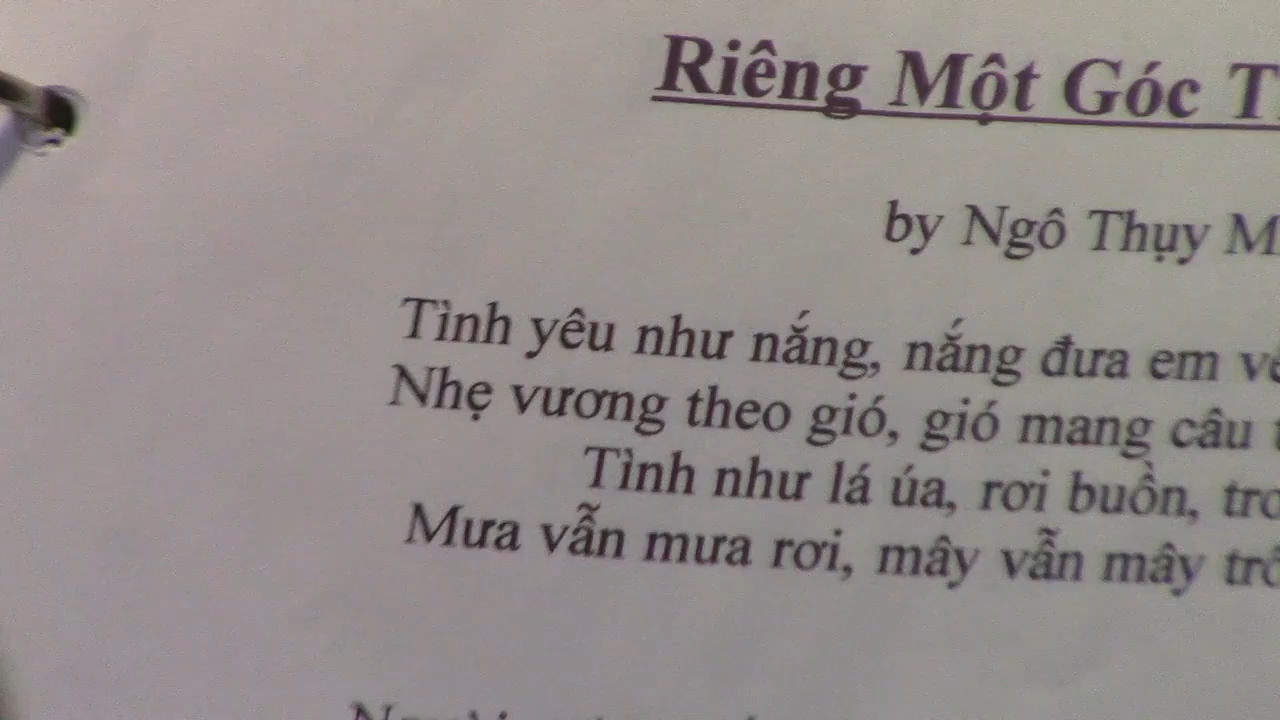 Riêng Một Góc
by Ngô Thụy
Tình yêu như nắng, nắng đưa em
Nhẹ vương theo gió, gió mang câu
Tình như lá úa, rơi buồn,
Mưa vẫn mưa rơi, mây vẫn mây